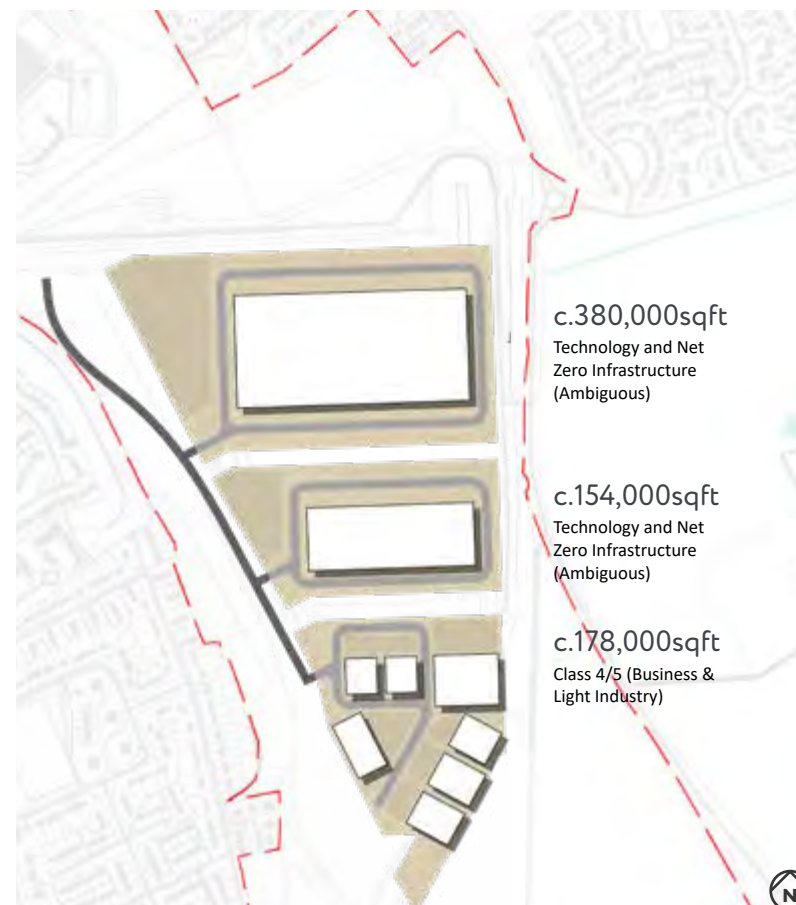 c.380,000sqft
Technology and Net
Zero Infrastructure
(Ambiguous)
c.154,000sqft
Technology and Net
Zero Infrastructure
(Ambiguous)
c.178,000sqft
Class 4/5 (Business &
Light Industry)
N